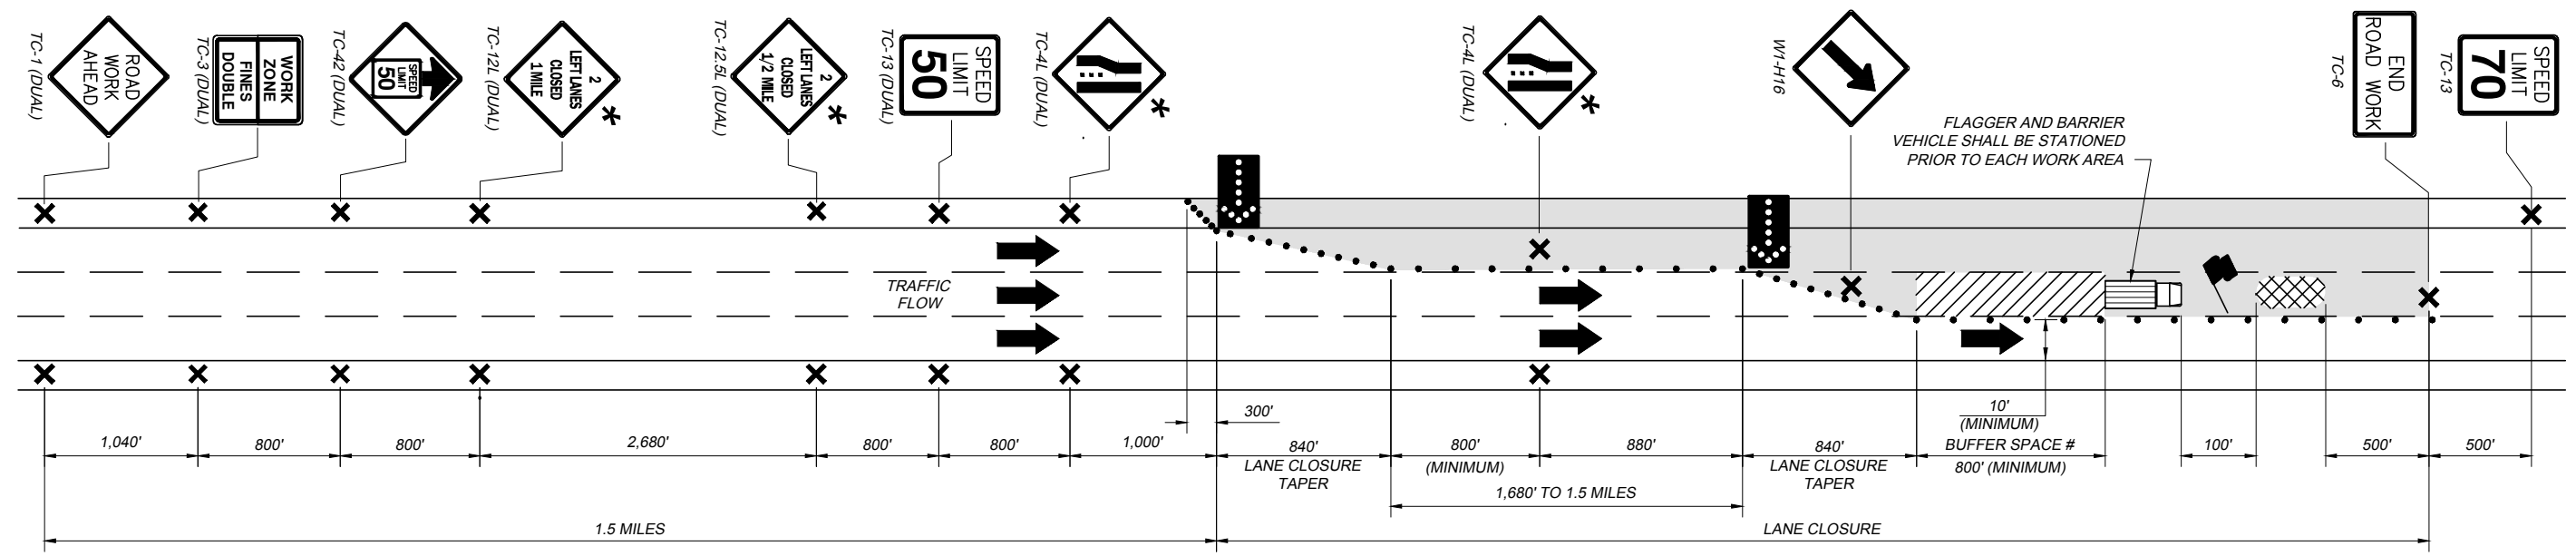 ROAD
WORK
AHEAD
TC-1 (DUAL)
WORK
ZONE
FINES
DOUBLE
TC-3 (DUAL)
SPEED
LIMIT
50
TC-42 (DUAL)
2
LEFT LANES
CLOSED
1 MILE
*
TC-12L (DUAL)
2
LEFT LANES
CLOSED
1/2 MILE
*
TC-12.5L (DUAL)
SPEED
LIMIT
50
TC-13 (DUAL)
*
TC-4L (DUAL)
*
TC-4L (DUAL)
W1-H16
FLAGGER AND BARRIER
VEHICLE SHALL BE STATIONED
PRIOR TO EACH WORK AREA
END
ROAD WORK
TC-6
SPEED
LIMIT
70
TC-13
TRAFFIC
FLOW
1,040'
800'
800'
2,680'
800'
800'
1,000'
300'
840'
LANE CLOSURE
TAPER
800'
(MINIMUM)
880'
840'
LANE CLOSURE
TAPER
10'
(MINIMUM)
BUFFER SPACE #
800' (MINIMUM)
100'
500'
500'
1,680' TO 1.5 MILES
1.5 MILES
LANE CLOSURE